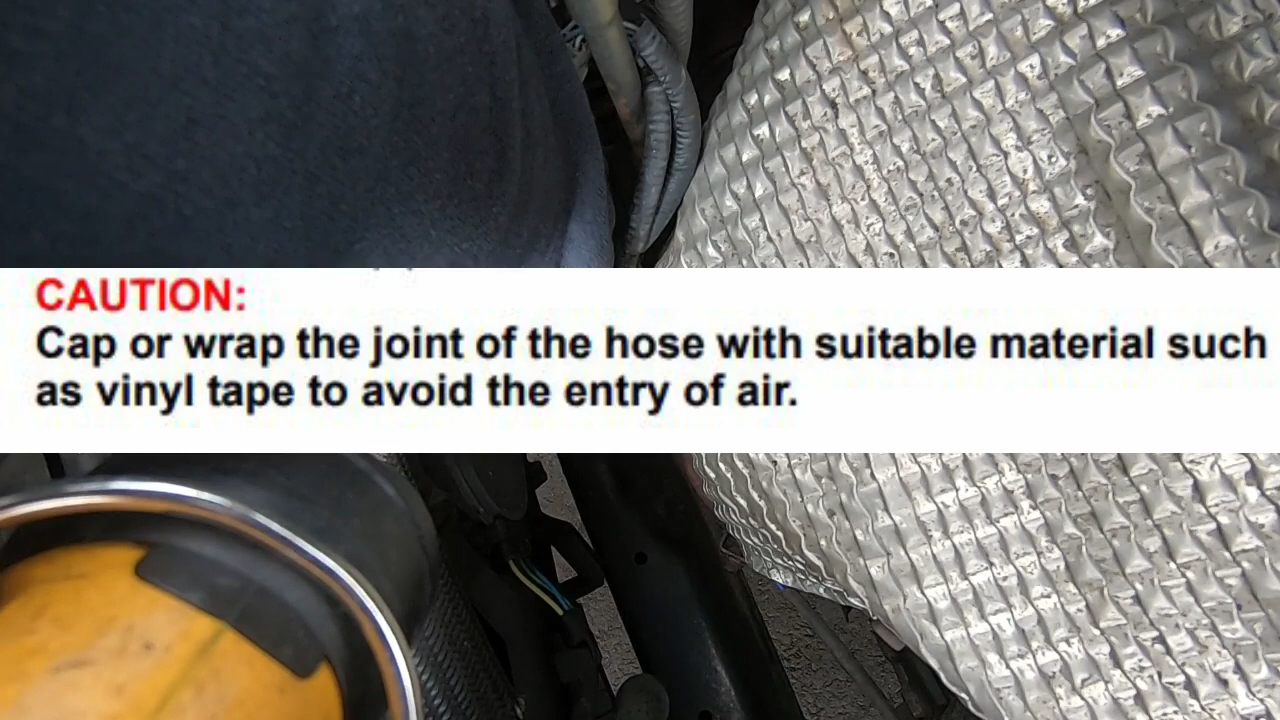 CAUTION:
Cap or wrap the joint of the hose with suitable material such
as vinyl tape to avoid the entry of air.